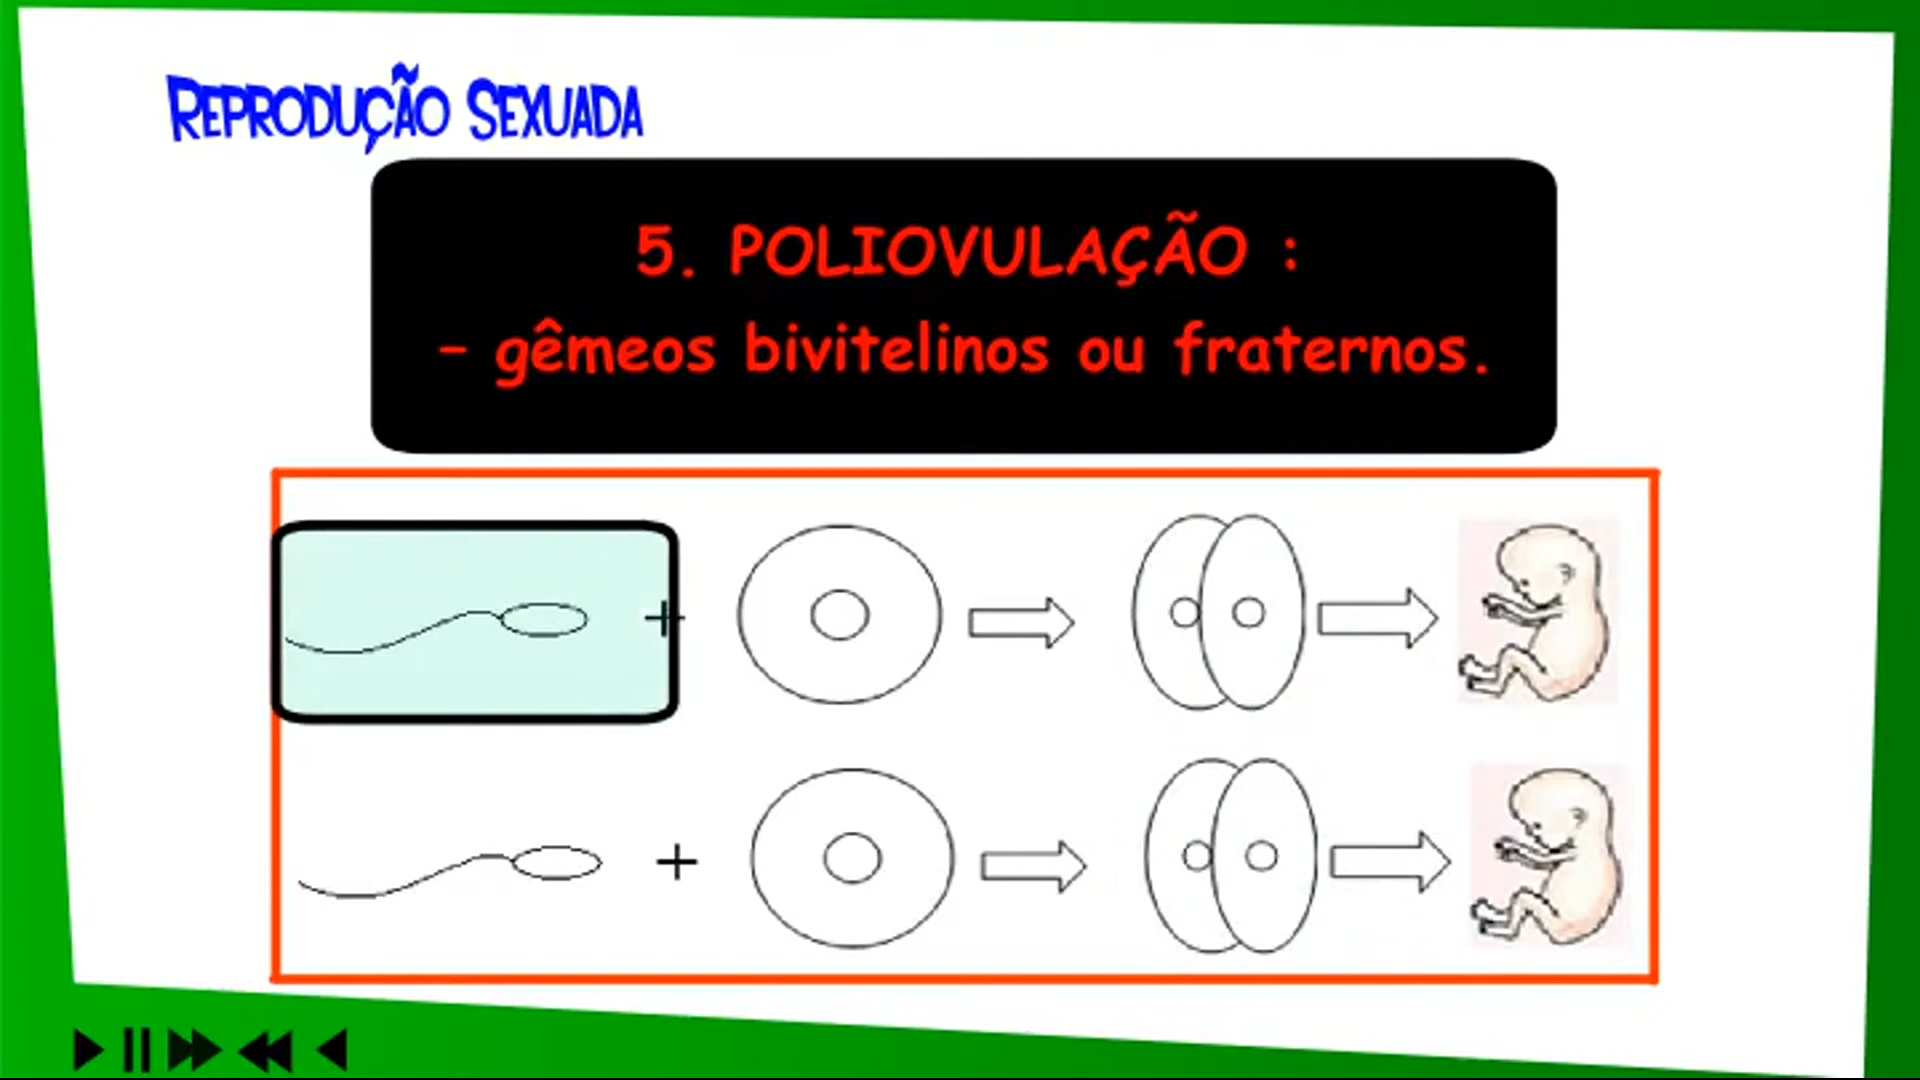 Reprodução Sexuada
5. POLIOVULAÇÃO :
- gêmeos bivitelinos ou fraternos.
+
+